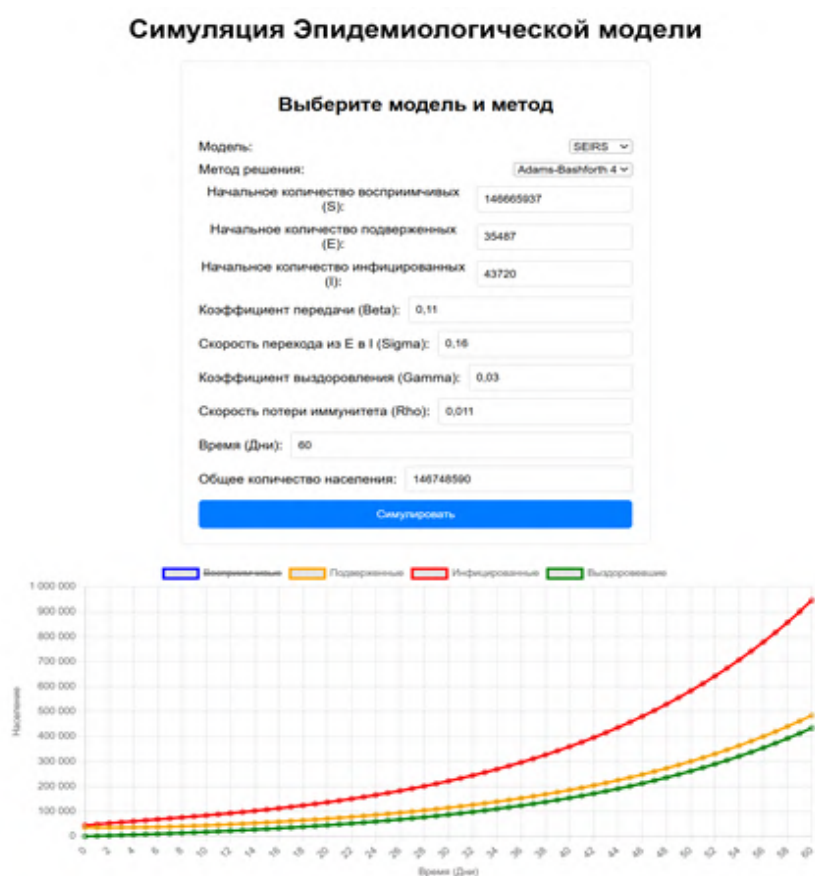 Симуляция Эпидемиологической модели
Выберите модель и метод
Модель: SEIRS
Метод решения: Adams-Bashforth 4
Начальное количество восприимчивых
(S): 146665937
Начальное количество подверженных
(E): 35487
Начальное количество инфицированных
(I): 43720
Коэффициент передачи (Beta): 0,11
Скорость перехода из E в I (Sigma): 0,16
Коэффициент выздоровления (Gamma): 0,03
Скорость потери иммунитета (Rho): 0,011
Время (Дни): 60
Общее количество населения: 146748590
Симулировать
Восприимчивые Подверженные Инфицированные Выздоровевшие
1 000 000
900 000
800 000
700 000
600 000
500 000
400 000
300 000
200 000
100 000
0
Население
0 2 4 6 8 10 12 14 16 18 20 22 24 26 28 30 32 34 36 38 40 42 44 46 48 50 52 54 56 58 60
Время (Дни)